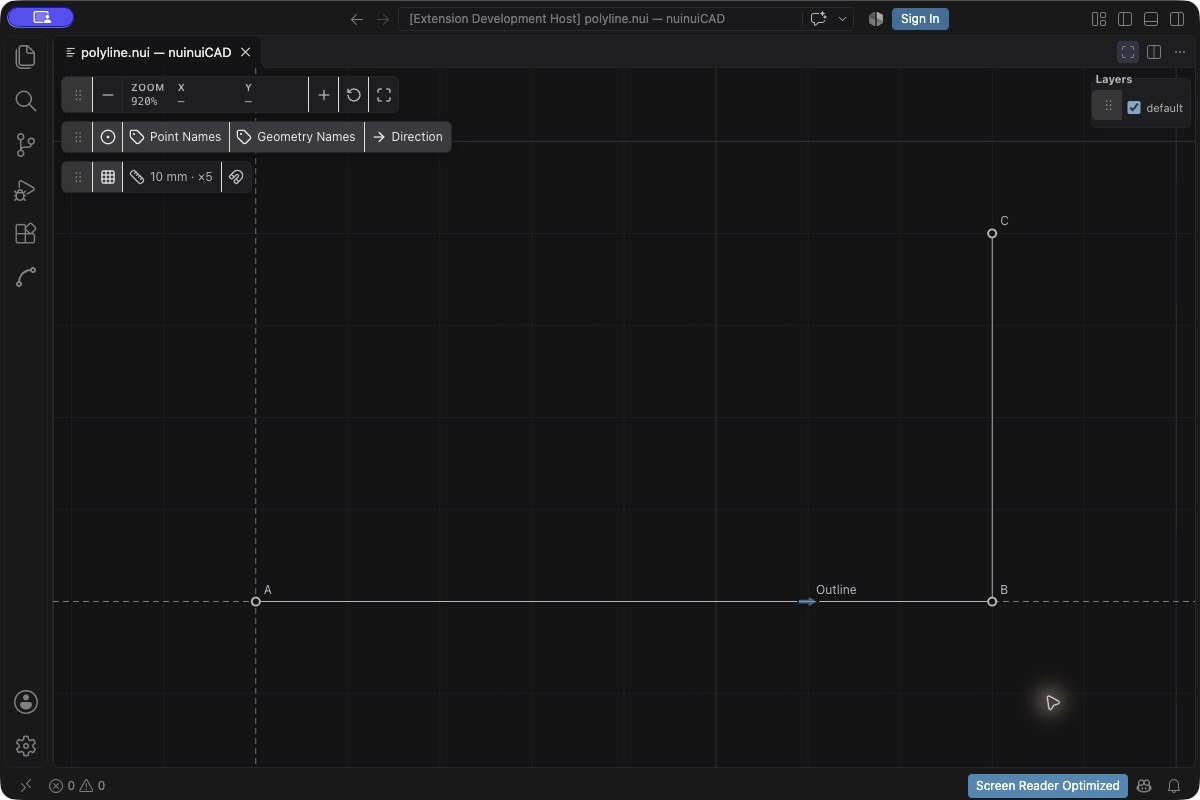 [Extension Development Host] polyline.nui — nuinuiCAD
Sign In
polyline.nui — nuinuiCAD
ZOOM X Y
920% – –
Layers
default
Point Names Geometry Names Direction
10 mm · ×5
C
A
Outline
B
0 0
Screen Reader Optimized